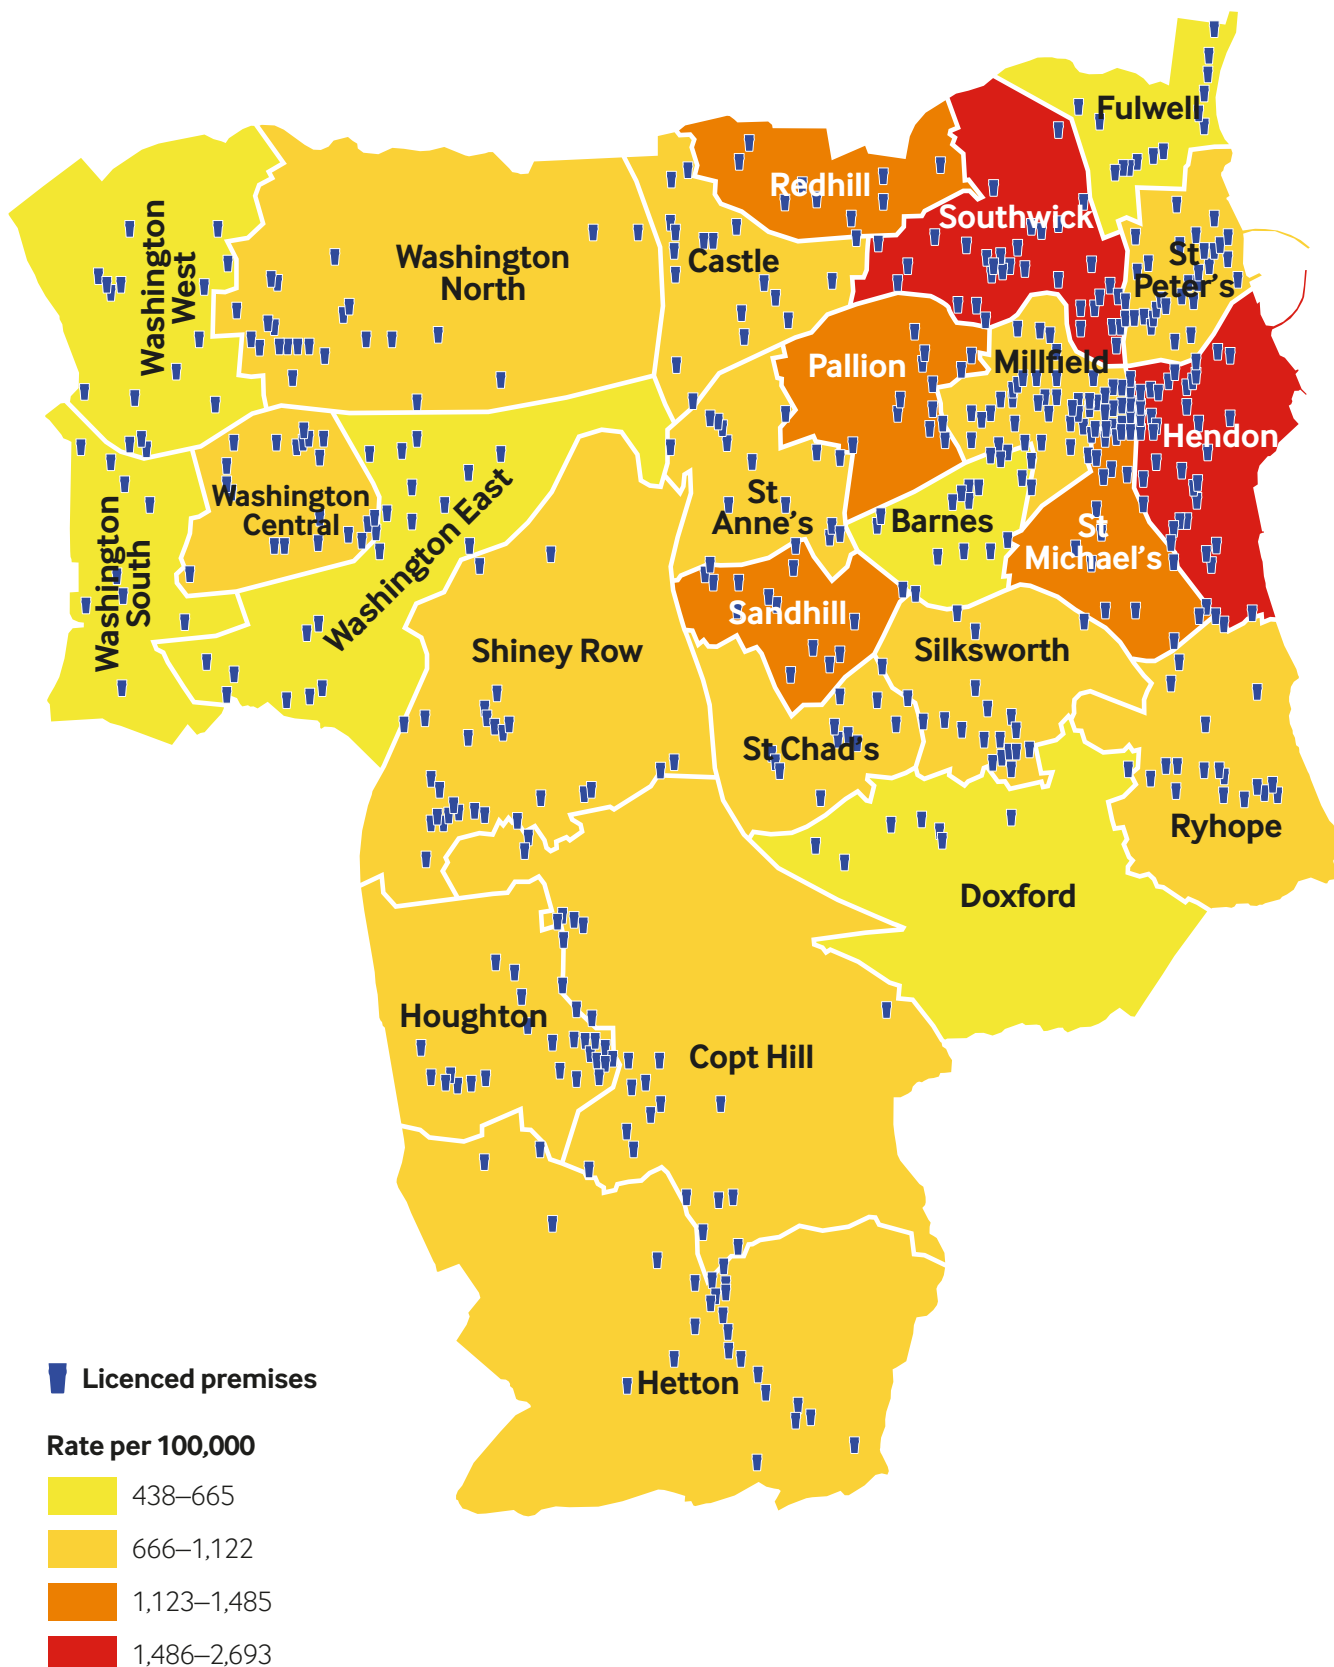 Fulwell
Redhill
Southwick
Washington
West
Washington
North
Castle
St
Peter's
Pallion
Millfield
Hendon
Washington
Central
Washington East
St
Anne's
Barnes
St
Michael's
Washington
South
Sandhill
Shiney Row
Silksworth
St Chad's
Ryhope
Doxford
Houghton
Copt Hill
Hetton
Licenced premises
Rate per 100,000
438–665
666–1,122
1,123–1,485
1,486–2,693